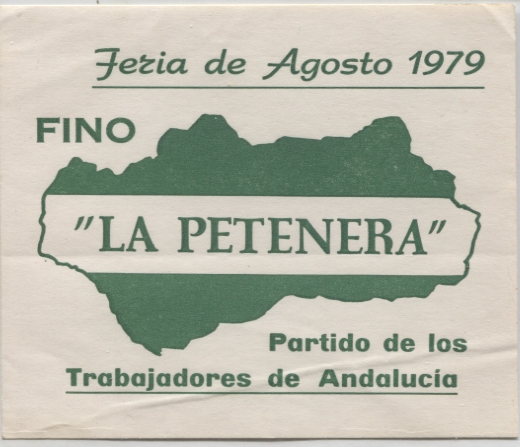 Feria de Agosto 1979
FINO
"LA PETENERA"
Partido de los
Trabajadores de Andalucía